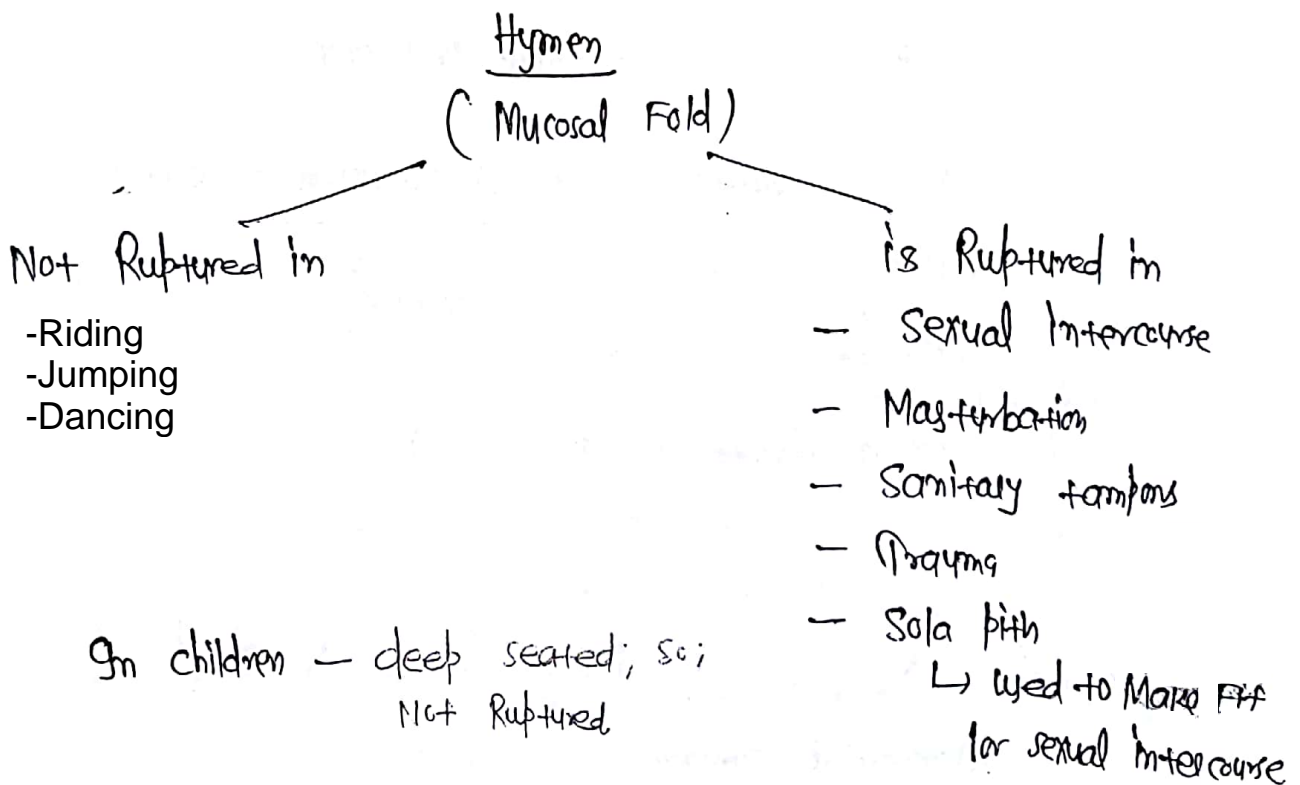 Hymen
( Mucosal Fold )
Not Ruptured in
-Riding
-Jumping
-Dancing
In children — deep seated; so;
Not Ruptured
is Ruptured in
— Sexual Intercourse
— Masturbation
— Sanitary tampons
— Trauma
— Sola pith
↳ used to Make Fit
for sexual intercourse